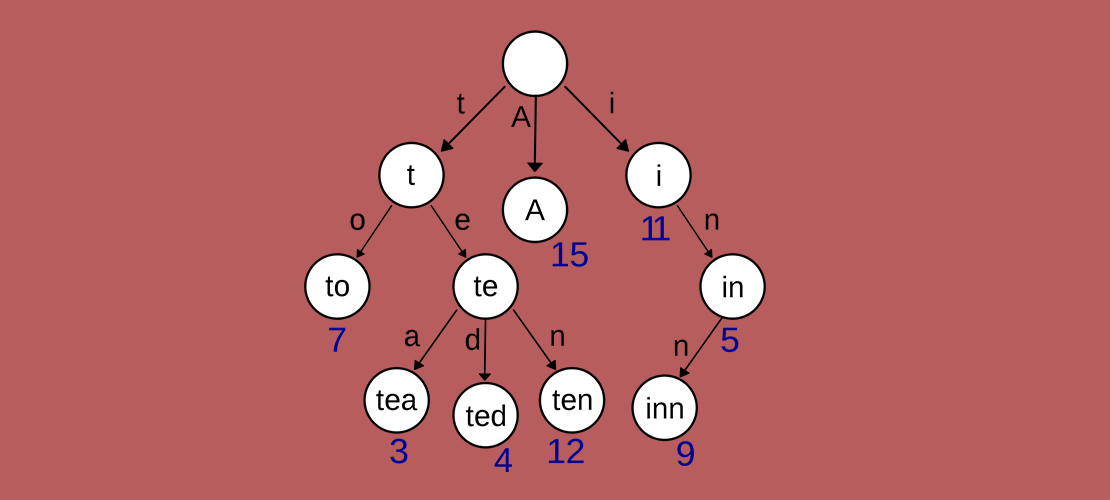 t A i
t A i
15 11
o e n
to te in
7 5
a d n n
tea ted ten inn
3 4 12 9